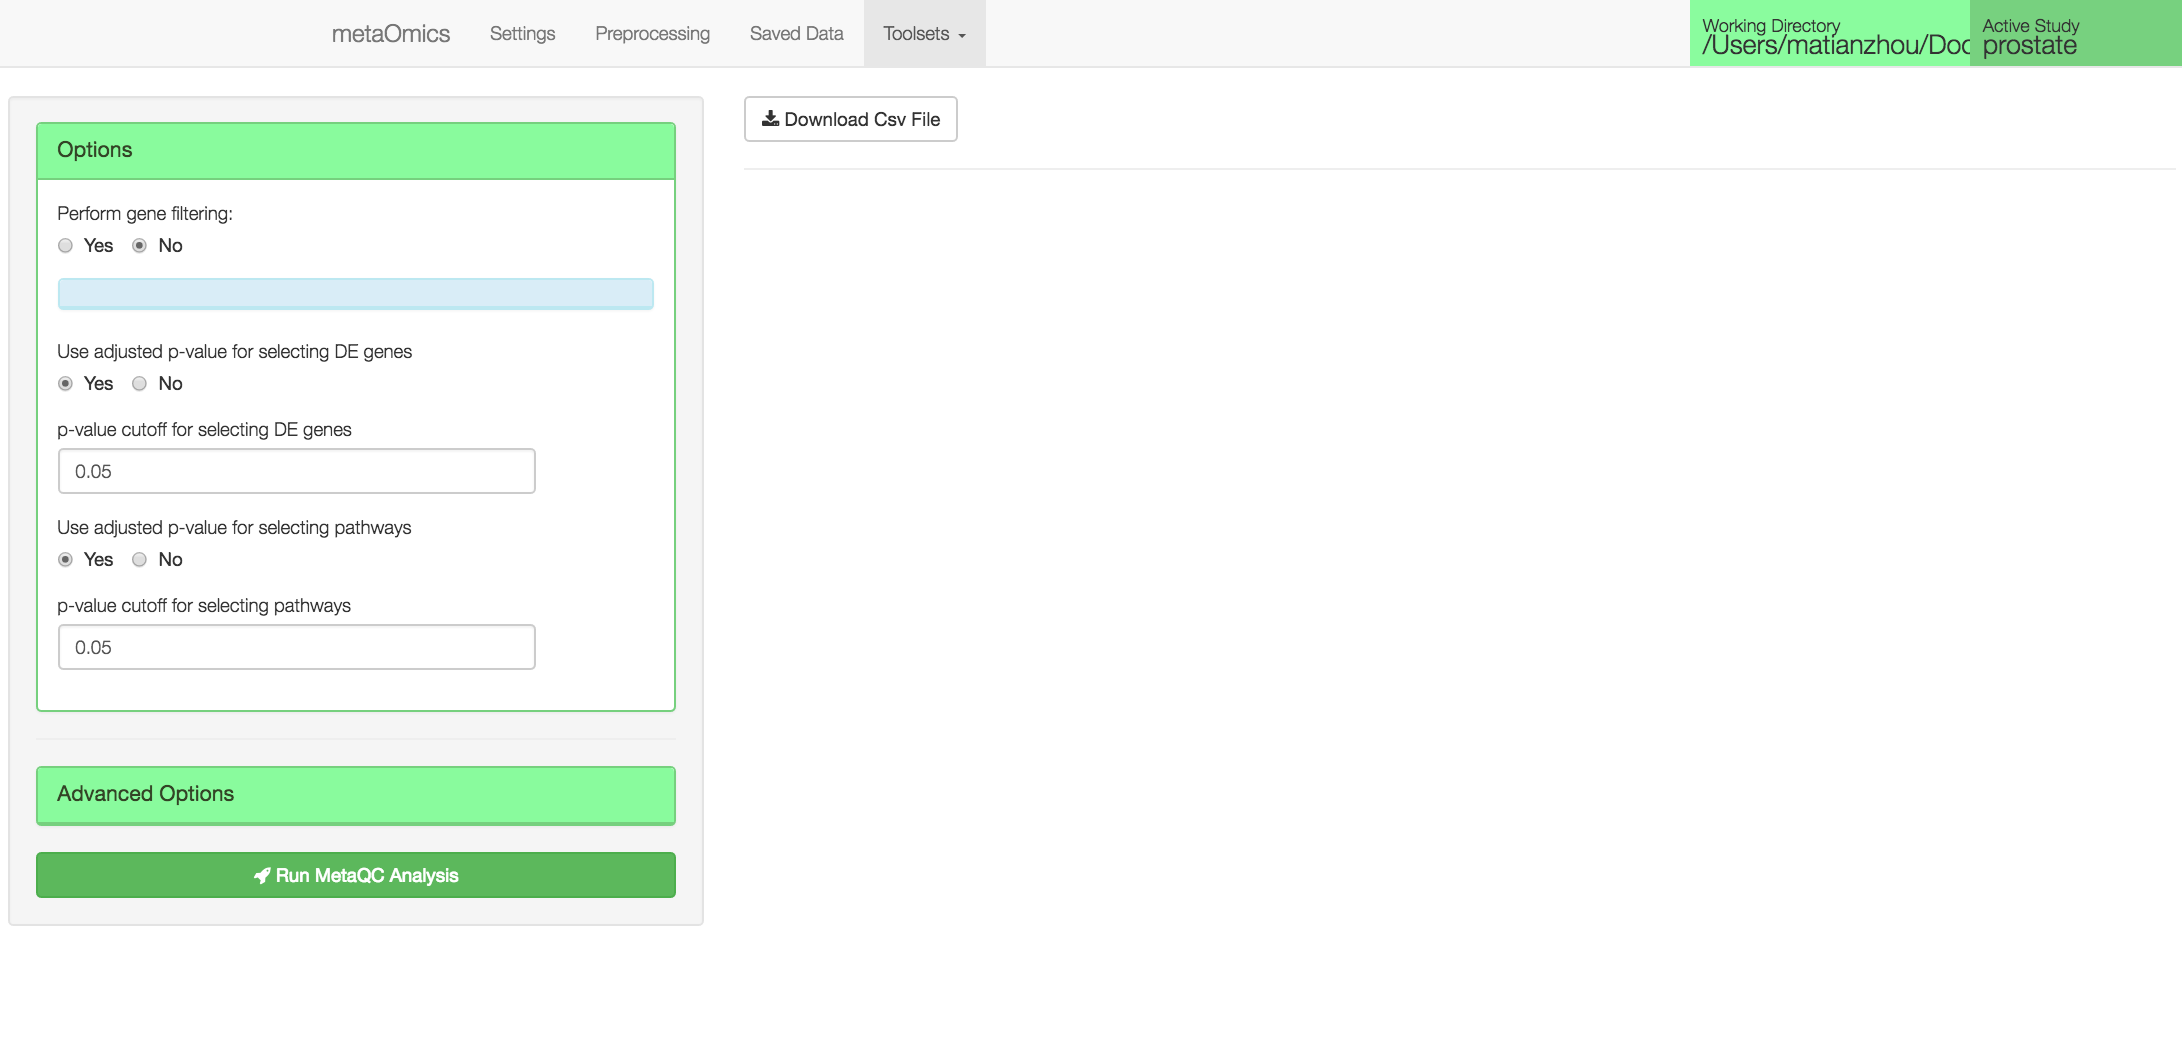 metaOmics Settings Preprocessing Saved Data Toolsets
Working Directory
/Users/matianzhou/Doc
Active Study
prostate
Options
Perform gene filtering:
Yes No
Use adjusted p-value for selecting DE genes
Yes No
p-value cutoff for selecting DE genes
0.05
Use adjusted p-value for selecting pathways
Yes No
p-value cutoff for selecting pathways
0.05
Advanced Options
Run MetaQC Analysis
Download Csv File